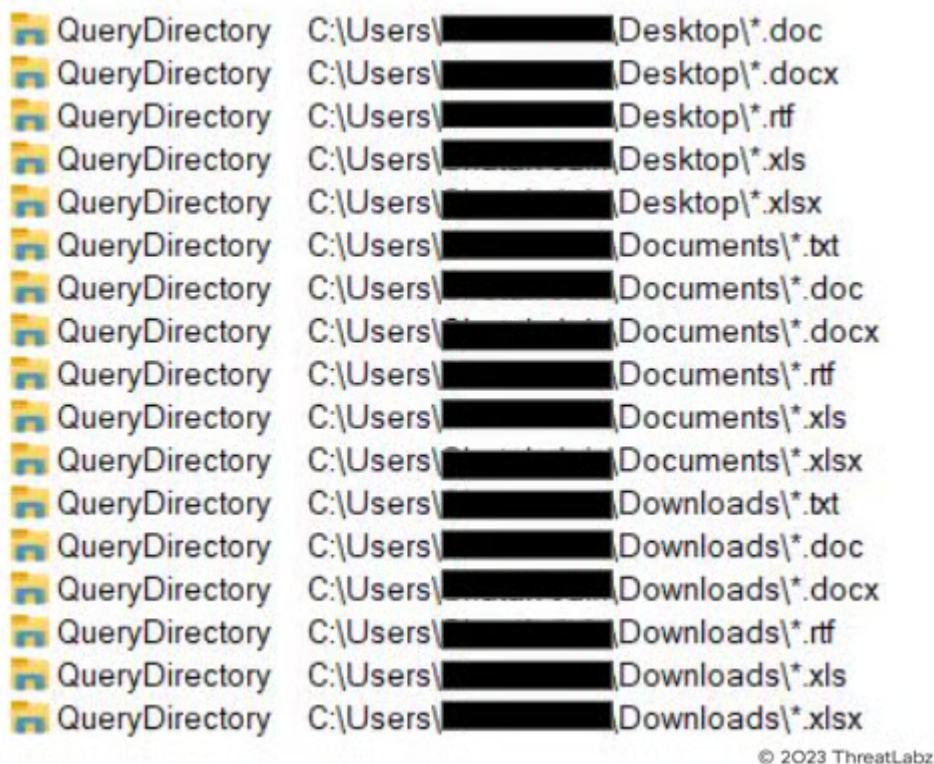 QueryDirectory C:\Users\ \Desktop\*.doc
QueryDirectory C:\Users\ \Desktop\*.docx
QueryDirectory C:\Users\ \Desktop\*.rtf
QueryDirectory C:\Users\ \Desktop\*.xls
QueryDirectory C:\Users\ \Desktop\*.xlsx
QueryDirectory C:\Users\ \Documents\*.txt
QueryDirectory C:\Users\ \Documents\*.doc
QueryDirectory C:\Users\ \Documents\*.docx
QueryDirectory C:\Users\ \Documents\*.rtf
QueryDirectory C:\Users\ \Documents\*.xls
QueryDirectory C:\Users\ \Documents\*.xlsx
QueryDirectory C:\Users\ \Downloads\*.txt
QueryDirectory C:\Users\ \Downloads\*.doc
QueryDirectory C:\Users\ \Downloads\*.docx
QueryDirectory C:\Users\ \Downloads\*.rtf
QueryDirectory C:\Users\ \Downloads\*.xls
QueryDirectory C:\Users\ \Downloads\*.xlsx
© 2023 ThreatLabz